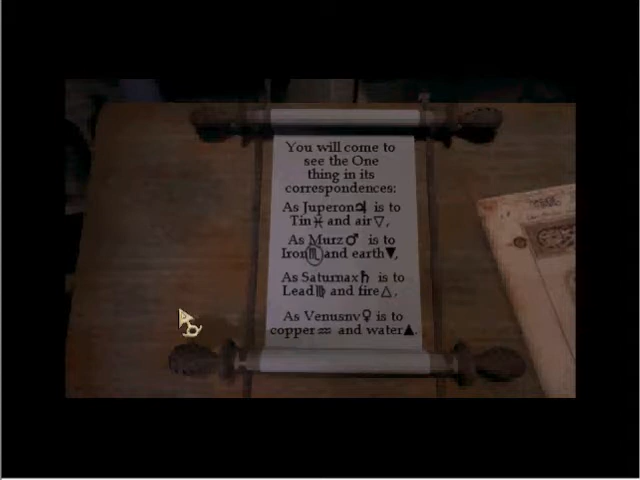 You will come to
see the One
thing in its
correspondences:
As Juperon♃ is to
Tin♓ and air▽,
As Murz♂ is to
Iron♏ and earth▼,
As Saturnax♄ is to
Lead♍ and fire△,
As Venusnv♀ is to
copper♒ and water▲.